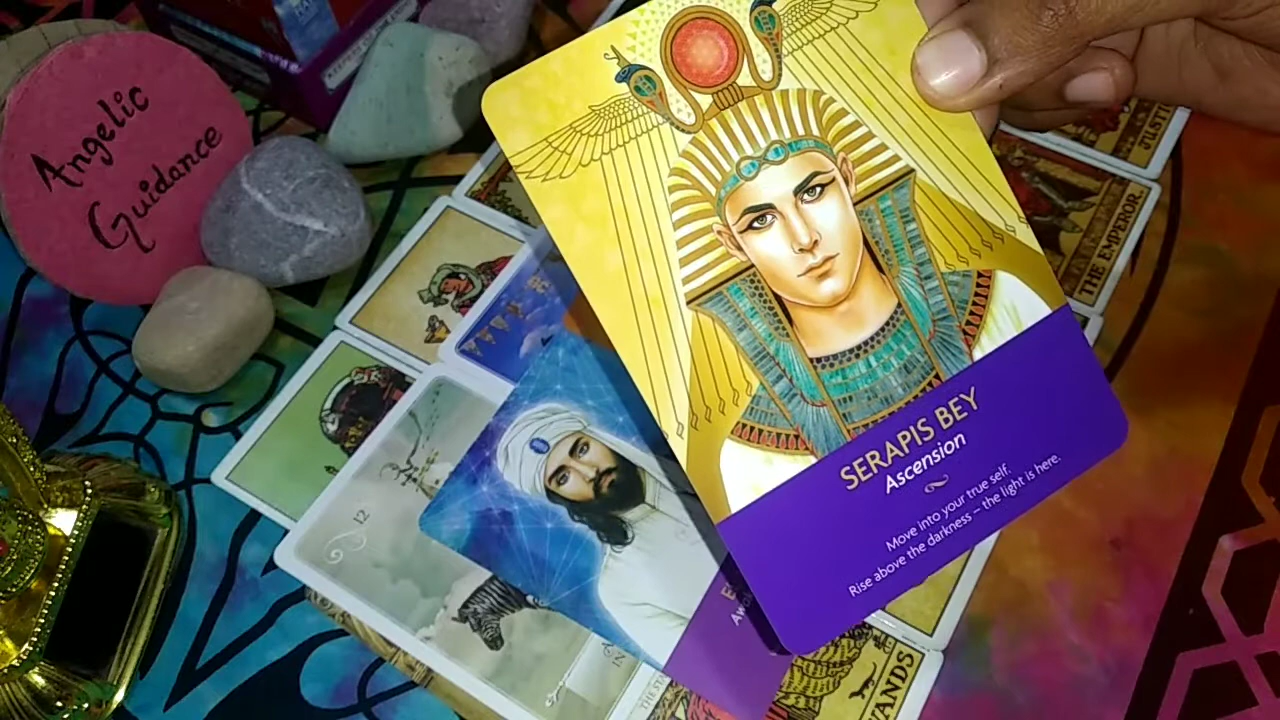 Angelic
Guidance
JUSTI
THE EMPEROR.
SERAPIS BEY
Ascension
Move into your true self.
Rise above the darkness – the light is here.
12
WANDS